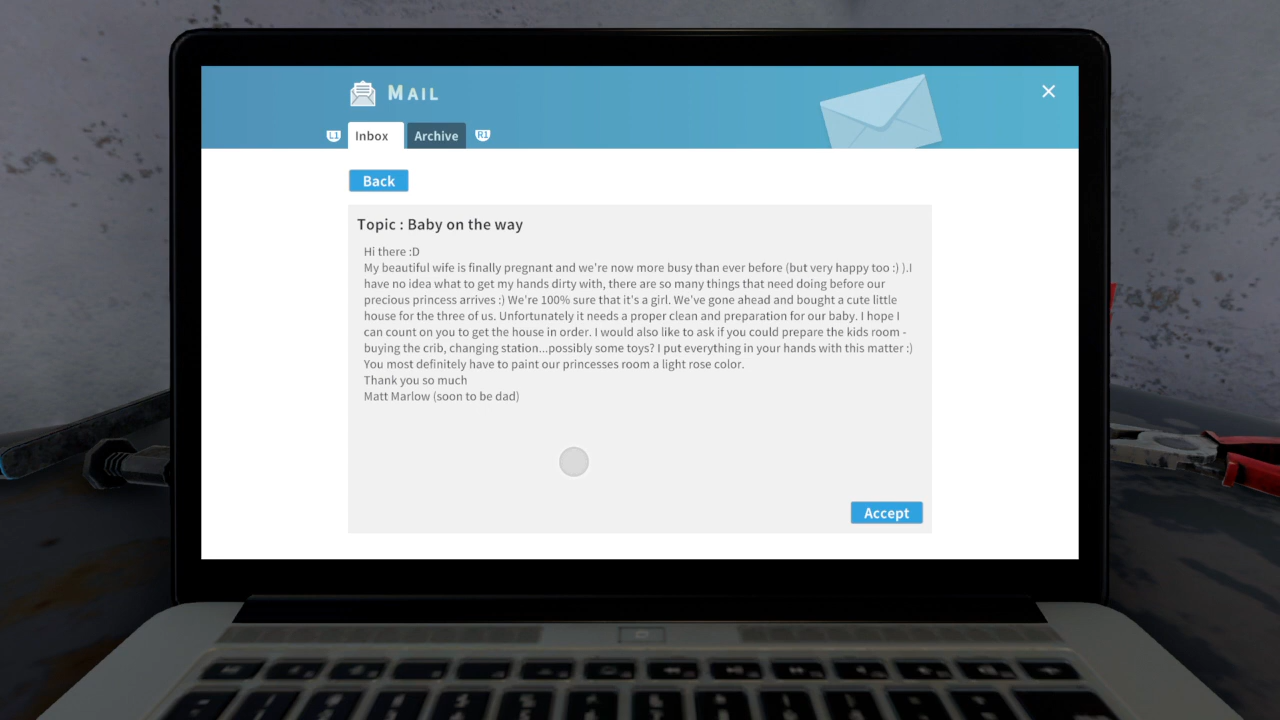 MAIL
L1 Inbox Archive R1
Back
Topic : Baby on the way
Hi there :D
My beautiful wife is finally pregnant and we're now more busy than ever before (but very happy too :) ).I
have no idea what to get my hands dirty with, there are so many things that need doing before our
precious princess arrives :) We're 100% sure that it's a girl. We've gone ahead and bought a cute little
house for the three of us. Unfortunately it needs a proper clean and preparation for our baby. I hope I
can count on you to get the house in order. I would also like to ask if you could prepare the kids room -
buying the crib, changing station...possibly some toys? I put everything in your hands with this matter :)
You most definitely have to paint our princesses room a light rose color.
Thank you so much
Matt Marlow (soon to be dad)
Accept